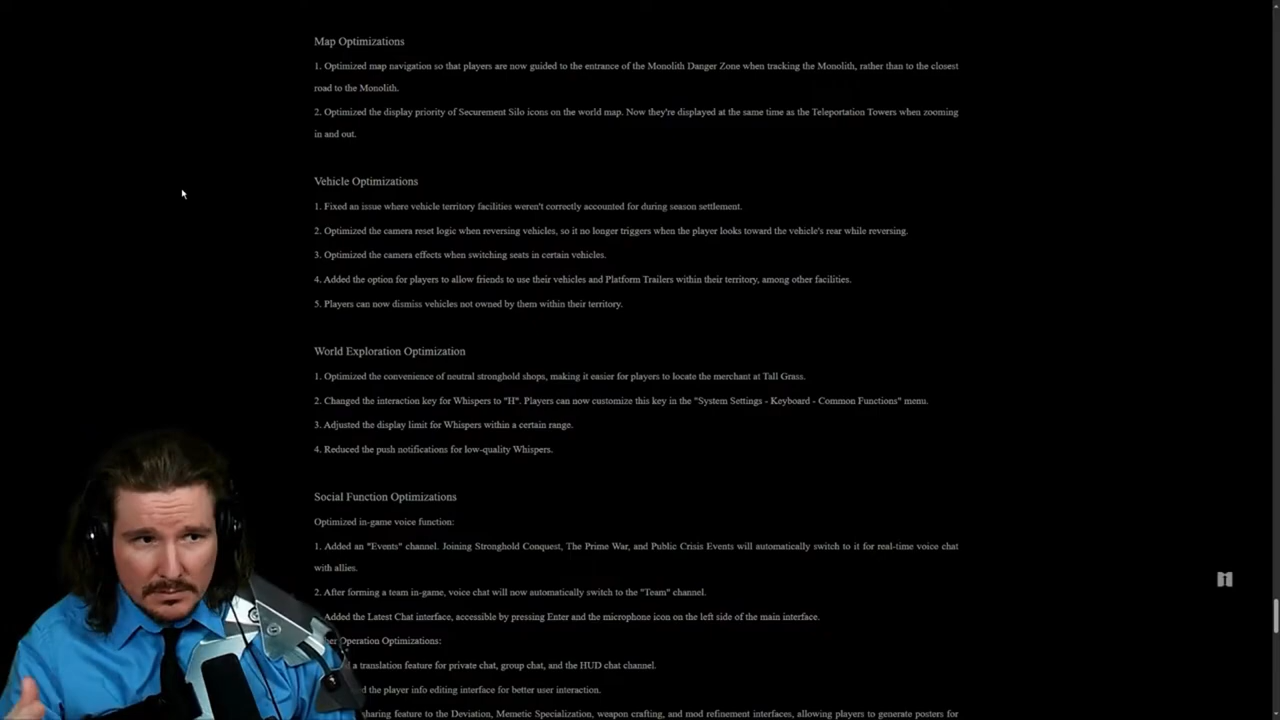 Map Optimizations
1. Optimized map navigation so that players are now guided to the entrance of the Monolith Danger Zone when tracking the Monolith, rather than to the closest
road to the Monolith.
2. Optimized the display priority of Securement Silo icons on the world map. Now they're displayed at the same time as the Teleportation Towers when zooming
in and out.
Vehicle Optimizations
1. Fixed an issue where vehicle territory facilities weren't correctly accounted for during season settlement.
2. Optimized the camera reset logic when reversing vehicles, so it no longer triggers when the player looks toward the vehicle's rear while reversing.
3. Optimized the camera effects when switching seats in certain vehicles.
4. Added the option for players to allow friends to use their vehicles and Platform Trailers within their territory, among other facilities.
5. Players can now dismiss vehicles not owned by them within their territory.
World Exploration Optimization
1. Optimized the convenience of neutral stronghold shops, making it easier for players to locate the merchant at Tall Grass.
2. Changed the interaction key for Whispers to "H". Players can now customize this key in the "System Settings - Keyboard - Common Functions" menu.
3. Adjusted the display limit for Whispers within a certain range.
4. Reduced the push notifications for low-quality Whispers.
Social Function Optimizations
Optimized in-game voice function:
1. Added an "Events" channel. Joining Stronghold Conquest, The Prime War, and Public Crisis Events will automatically switch to it for real-time voice chat
with allies.
2. After forming a team in-game, voice chat will now automatically switch to the "Team" channel.
Added the Latest Chat interface, accessible by pressing Enter and the microphone icon on the left side of the main interface.
Operation Optimizations:
a translation feature for private chat, group chat, and the HUD chat channel.
the player info editing interface for better user interaction.
sharing feature to the Deviation, Memetic Specialization, weapon crafting, and mod refinement interfaces, allowing players to generate posters for